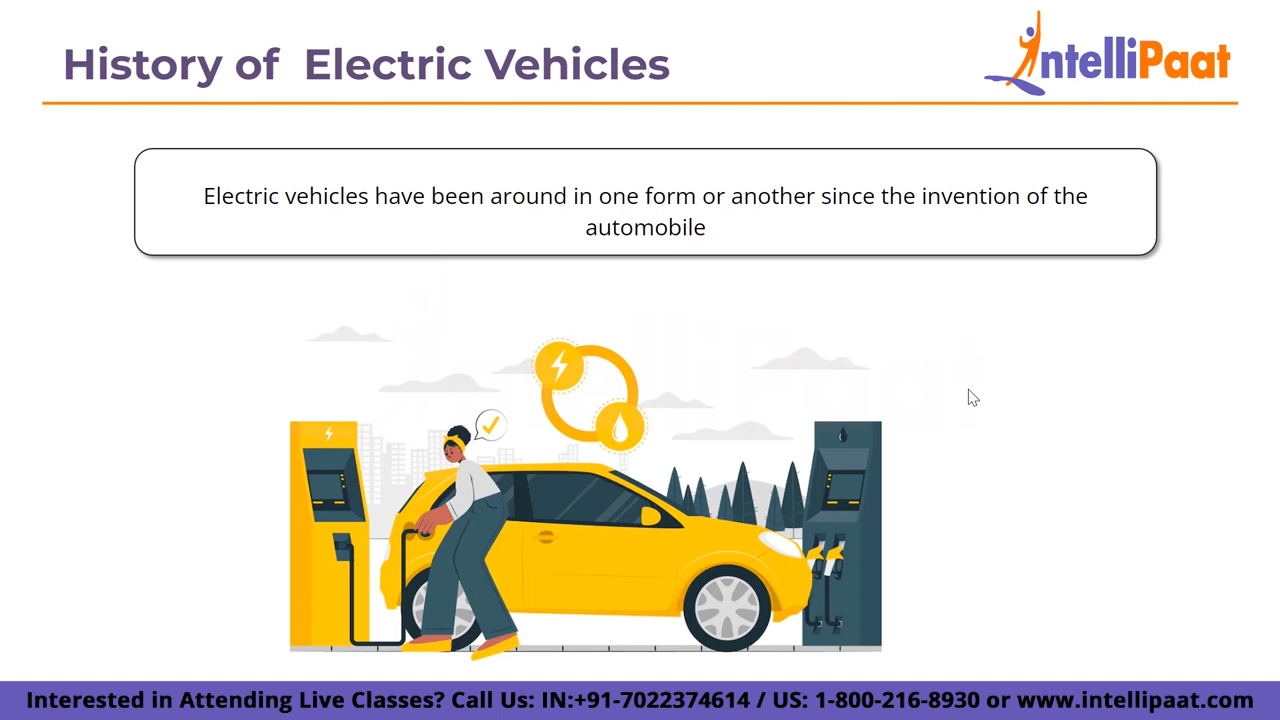 History of  Electric Vehicles
IntelliPaat
Electric vehicles have been around in one form or another since the invention of the
automobile
Interested in Attending Live Classes? Call Us: IN:+91-7022374614 / US: 1-800-216-8930 or www.intellipaat.com